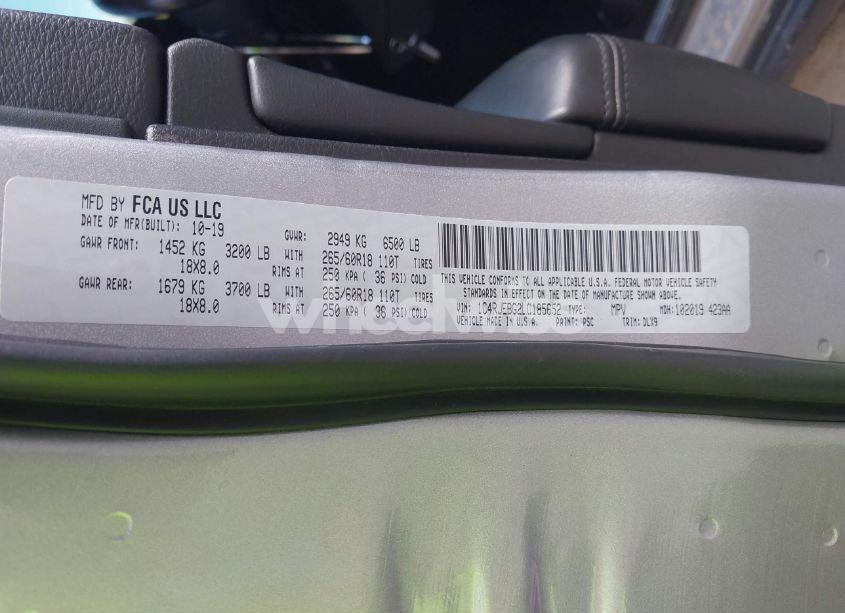 MFD BY FCA US LLC
DATE OF MFR(BUILT): 10-19 GVWR: 2949 KG 6500 LB
GAWR FRONT: 1452 KG 3200 LB WITH 265/60R18 110T TIRES
18X8.0 RIMS AT 250 KPA ( 36 PSI) COLD
GAWR REAR: 1679 KG 3700 LB WITH 265/60R18 110T TIRES
18X8.0 RIMS AT 250 KPA ( 36 PSI) COLD
THIS VEHICLE CONFORMS TO ALL APPLICABLE U.S.A. FEDERAL MOTOR VEHICLE SAFETY
STANDARDS IN EFFECT ON THE DATE OF MANUFACTURE SHOWN ABOVE.
VIN: 1C4RJEBG2LC185652 TYPE: MPV MDH: 102019 423AA
VEHICLE MADE IN U.S.A. PAINT: PSC TRIM: DLX9